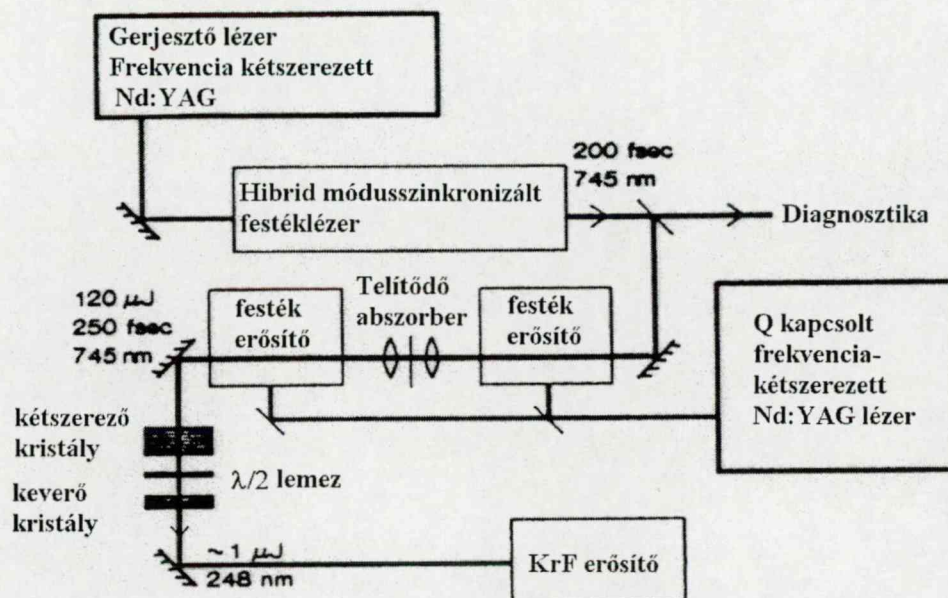 Gerjesztő lézer
Frekvencia kétszerezett
Nd:YAG
200 fsec
745 nm
Hibrid módusszinkronizált
festéklézer
Diagnosztika
120 μJ
250 fsec
745 nm
festék
erősítő
Telítődő
abszorber
festék
erősítő
Q kapcsolt
frekvencia-
kétszerezett
Nd:YAG lézer
kétszerező
kristály
λ/2 lemez
keverő
kristály
~ 1 μJ
248 nm
KrF erősítő